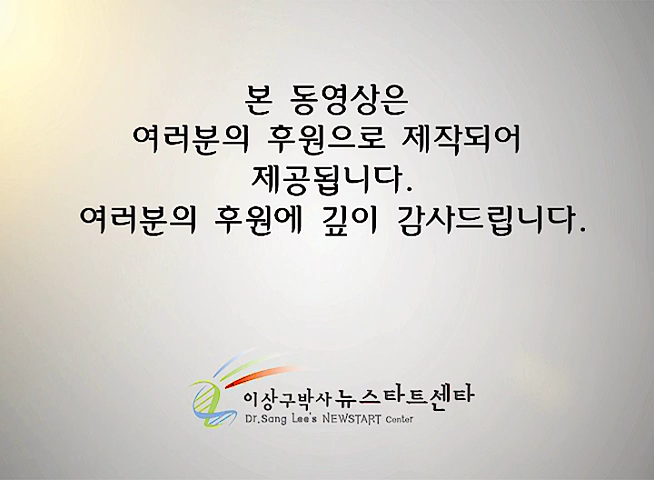 본 동영상은
여러분의 후원으로 제작되어
제공됩니다.
여러분의 후원에 깊이 감사드립니다.
이상구박사 뉴스타트센타
Dr.Sang Lee's NEWSTART Center